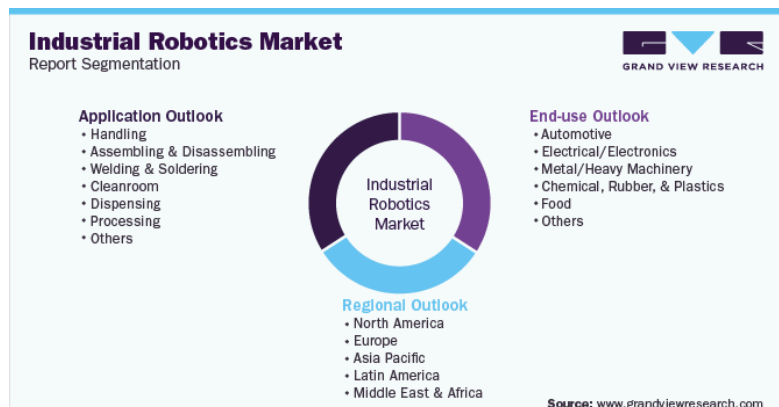 Industrial Robotics Market
Report Segmentation
GRAND VIEW RESEARCH
Application Outlook
• Handling
• Assembling & Disassembling
• Welding & Soldering
• Cleanroom
• Dispensing
• Processing
• Others
Industrial
Robotics
Market
End-use Outlook
• Automotive
• Electrical/Electronics
• Metal/Heavy Machinery
• Chemical, Rubber, & Plastics
• Food
• Others
Regional Outlook
• North America
• Europe
• Asia Pacific
• Latin America
• Middle East & Africa
Source: www.grandviewresearch.com